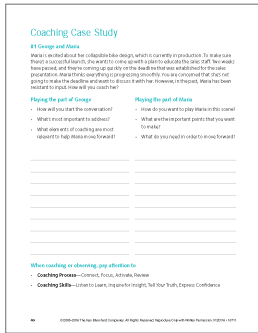 Coaching Case Study
#1 George and Maria
Maria is excited about her collapsible bike design, which is currently in production. To make sure
there's a successful launch, she wants to come up with a plan to educate the sales staff. Two weeks
have passed, and they're coming up quickly on the deadline that was established for the sales
presentation. Maria thinks everything is progressing smoothly. You are concerned that she's not
going to make the deadline and want to discuss it with her. However, in the past, Maria has been
resistant to input. How will you coach her?
Playing the part of George
• How will you start the conversation?
• What's most important to address?
• What elements of coaching are most
relevant to help Maria move forward?
Playing the part of Maria
• How do you want to play Maria in this scene?
• What are the important points you want
to make?
• What do you need in order to move forward?
When coaching or observing, pay attention to
• Coaching Process—Connect, Focus, Activate, Review
• Coaching Skills—Listen to Learn, Inquire for Insight, Tell Your Truth, Express Confidence